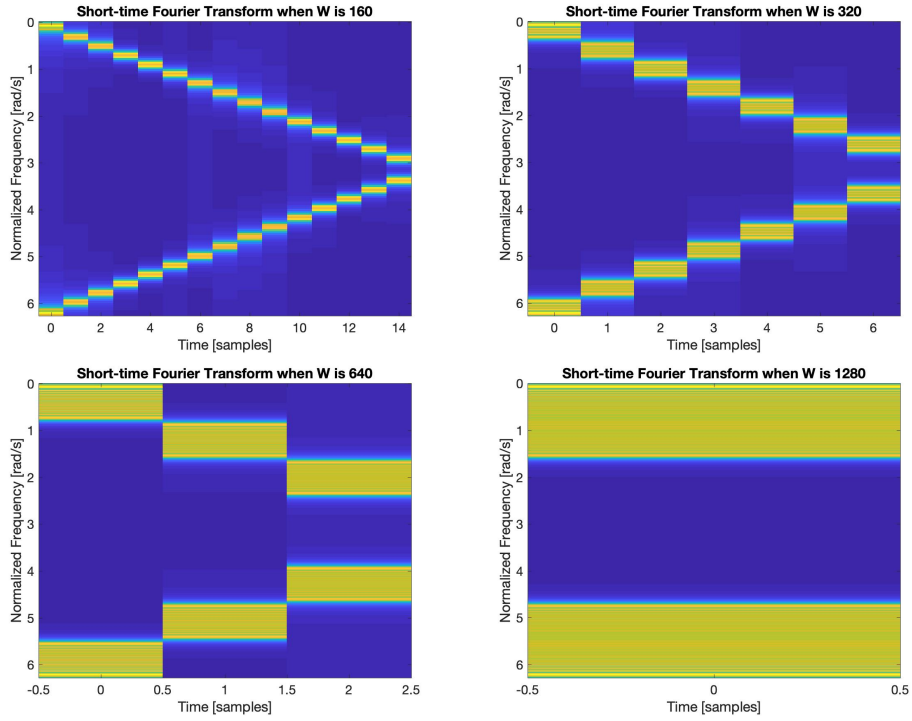 Short-time Fourier Transform when W is 160
Normalized Frequency [rad/s]
0
1
2
3
4
5
6
0 2 4 6 8 10 12 14
Time [samples]
Short-time Fourier Transform when W is 320
Normalized Frequency [rad/s]
0
1
2
3
4
5
6
0 1 2 3 4 5 6
Time [samples]
Short-time Fourier Transform when W is 640
Normalized Frequency [rad/s]
0
1
2
3
4
5
6
-0.5 0 0.5 1 1.5 2 2.5
Time [samples]
Short-time Fourier Transform when W is 1280
Normalized Frequency [rad/s]
0
1
2
3
4
5
6
-0.5 0 0.5
Time [samples]